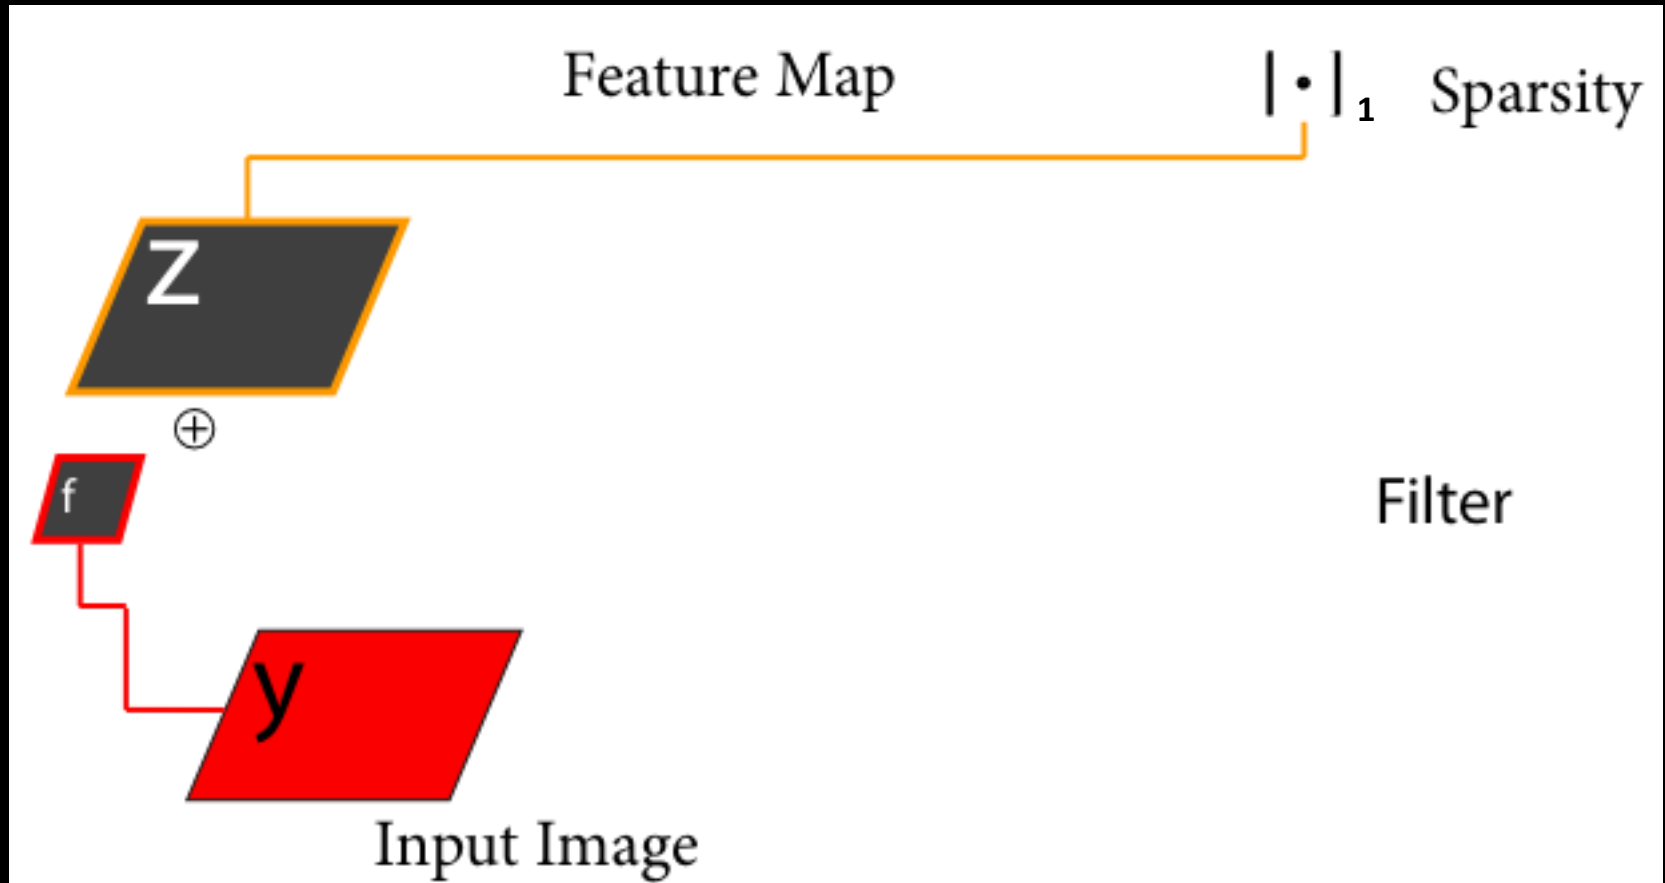 Feature Map
|·|₁ Sparsity
Z
⊕
f
Filter
y
Input Image